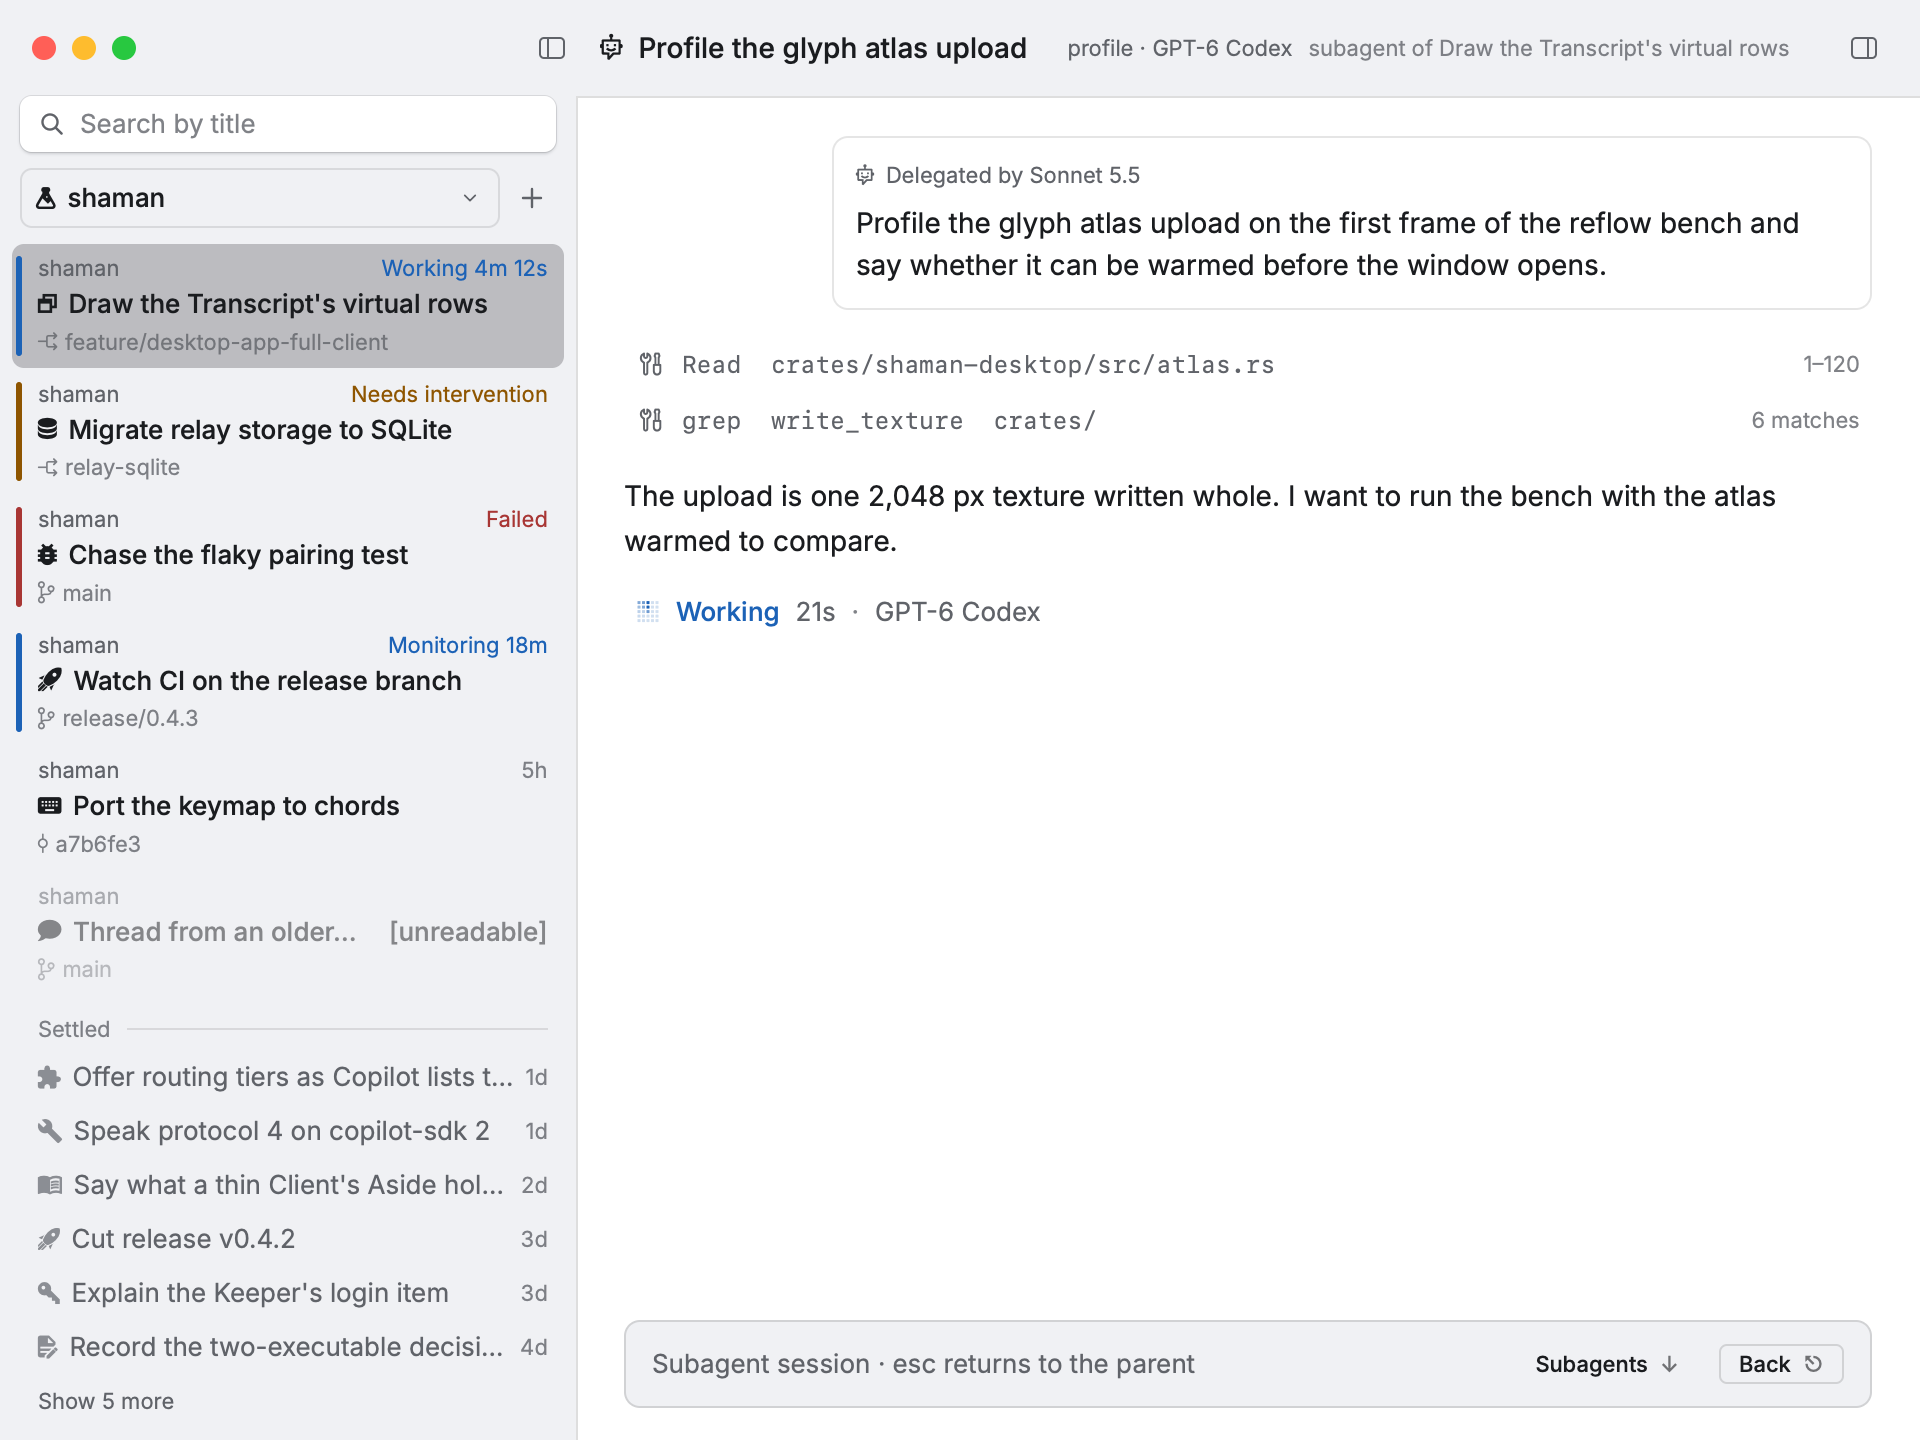 Profile the glyph atlas upload
profile · GPT-6 Codex
subagent of Draw the Transcript's virtual rows
Search by title
shaman
shaman
Working 4m 12s
Draw the Transcript's virtual rows
feature/desktop-app-full-client
shaman
Needs intervention
Migrate relay storage to SQLite
relay-sqlite
shaman
Failed
Chase the flaky pairing test
main
shaman
Monitoring 18m
Watch CI on the release branch
release/0.4.3
shaman
5h
Port the keymap to chords
a7b6fe3
shaman
Thread from an older... [unreadable]
main
Settled
Offer routing tiers as Copilot lists t... 1d
Speak protocol 4 on copilot-sdk 2 1d
Say what a thin Client's Aside hol... 2d
Cut release v0.4.2 3d
Explain the Keeper's login item 3d
Record the two-executable decisi... 4d
Show 5 more
Delegated by Sonnet 5.5
Profile the glyph atlas upload on the first frame of the reflow bench and
say whether it can be warmed before the window opens.
Read crates/shaman-desktop/src/atlas.rs 1–120
grep write_texture crates/ 6 matches
The upload is one 2,048 px texture written whole. I want to run the bench with the atlas
warmed to compare.
Working 21s · GPT-6 Codex
Subagent session · esc returns to the parent
Subagents ↓
Back